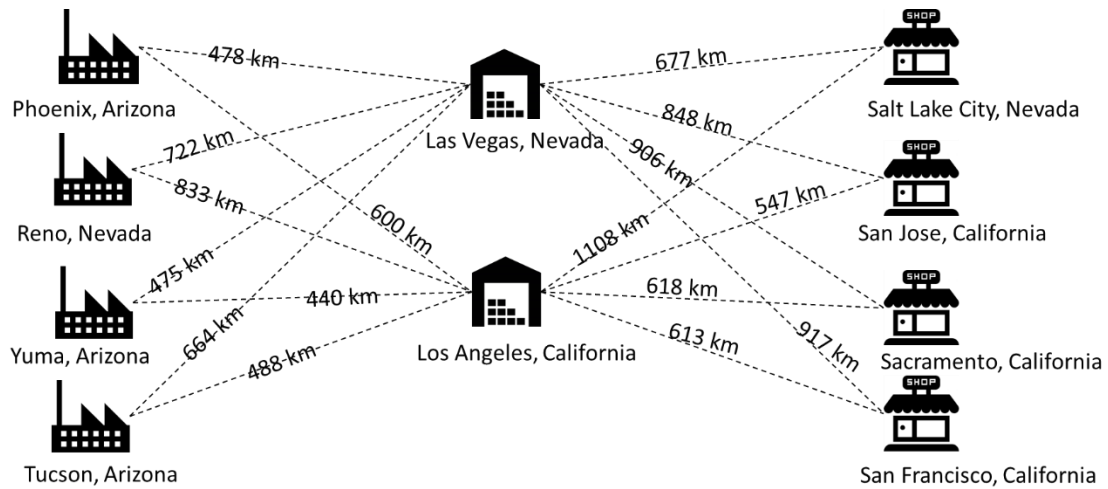 SHOP
478 km
677 km
Phoenix, Arizona
Salt Lake City, Nevada
848 km
SHOP
722 km
Las Vegas, Nevada
906 km
833 km
547 km
600 km
Reno, Nevada
San Jose, California
1108 km
475 km
SHOP
440 km
618 km
664 km
613 km
917 km
Yuma, Arizona
Los Angeles, California
Sacramento, California
488 km
SHOP
Tucson, Arizona
San Francisco, California